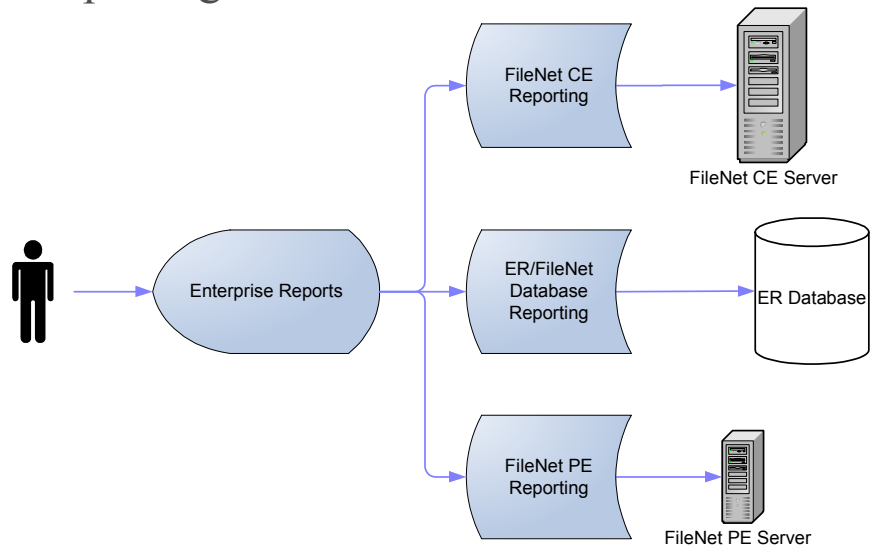 FileNet CE
Reporting
FileNet CE Server
Enterprise Reports
ER/FileNet
Database
Reporting
ER Database
FileNet PE
Reporting
FileNet PE Server